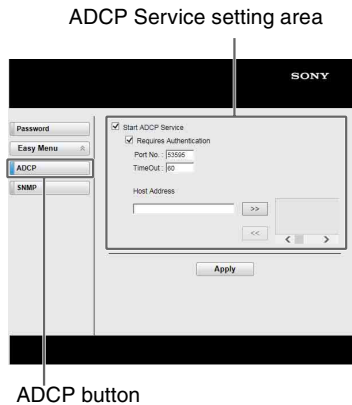 ADCP Service setting area
SONY
Password
Easy Menu
ADCP
SNMP
Start ADCP Service
Requires Authentication
Port No. : 53595
TimeOut : 60
Host Address
>>
<<
< >
Apply
ADCP button